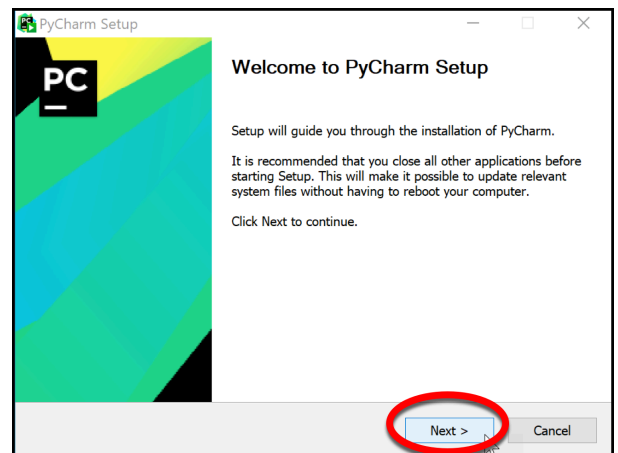 PyCharm Setup
PC
Welcome to PyCharm Setup
Setup will guide you through the installation of PyCharm.
It is recommended that you close all other applications before
starting Setup. This will make it possible to update relevant
system files without having to reboot your computer.
Click Next to continue.
Next >
Cancel